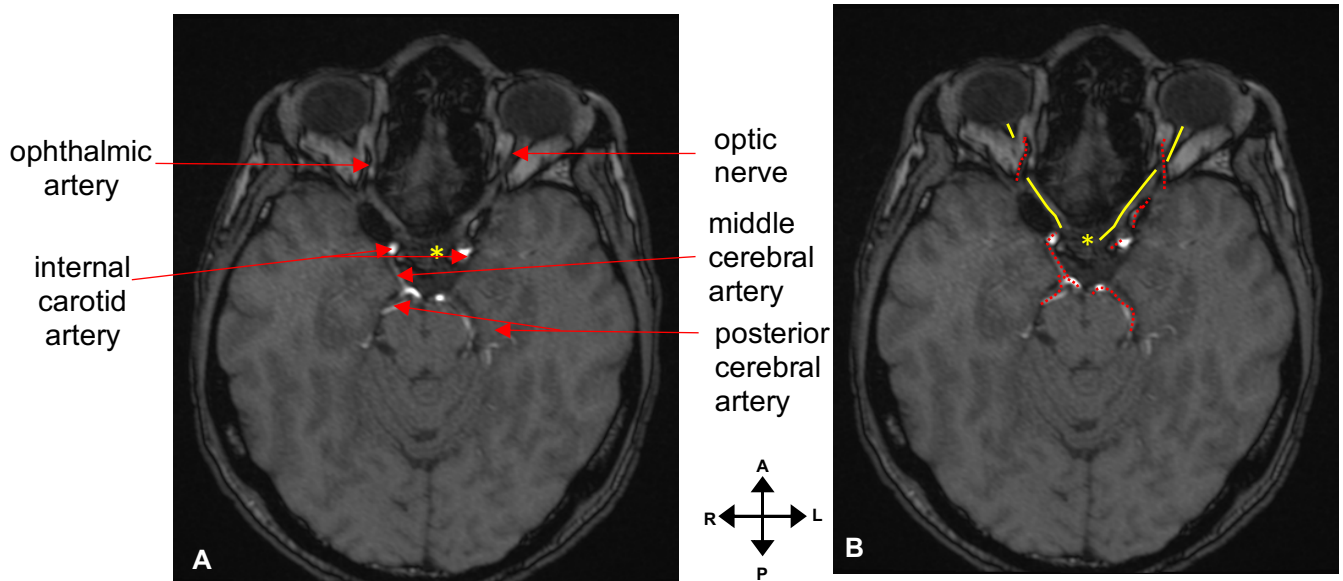 ophthalmic
artery
internal
carotid
artery
*
A
optic
nerve
middle
cerebral
artery
posterior
cerebral
artery
A
R
L
P
*
B